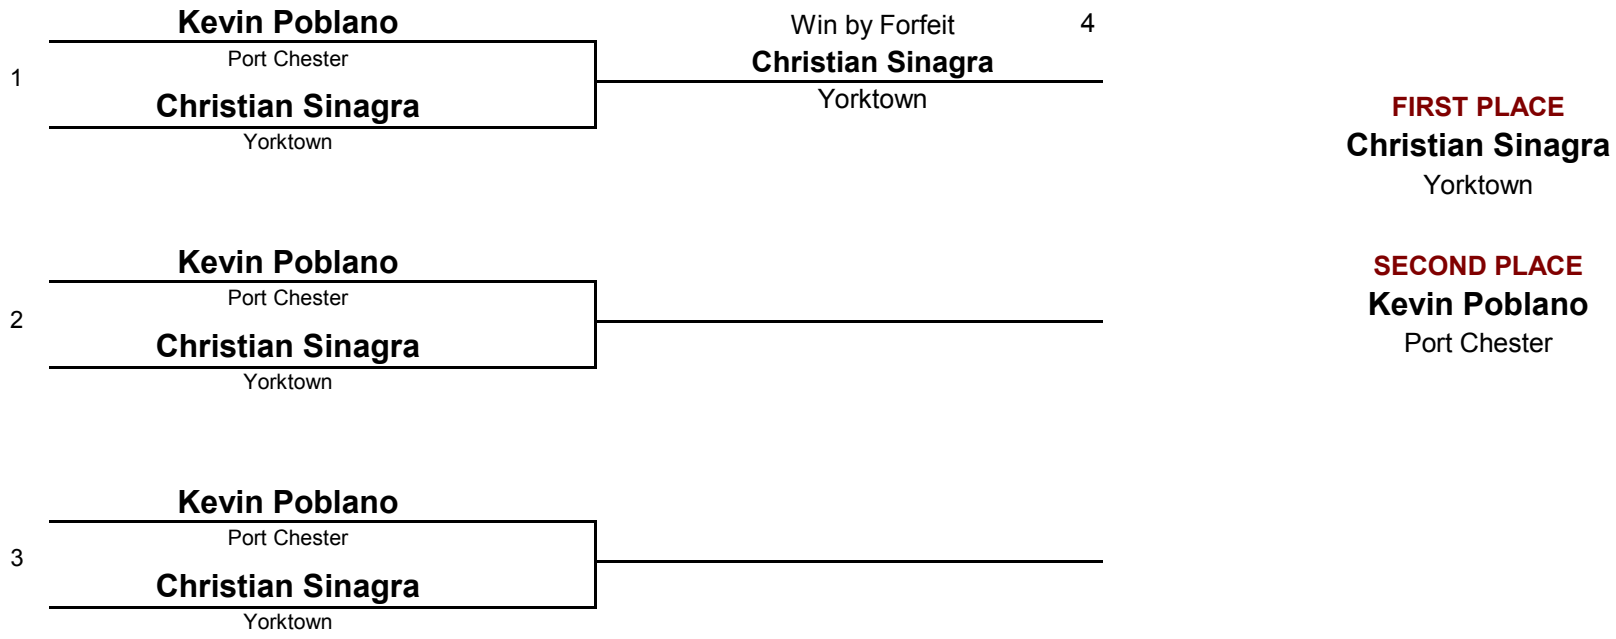 Kevin Poblano
Port Chester
1
Christian Sinagra
Yorktown
Win by Forfeit 4
Christian Sinagra
Yorktown
FIRST PLACE
Christian Sinagra
Yorktown
SECOND PLACE
Kevin Poblano
Port Chester
Kevin Poblano
Port Chester
2
Christian Sinagra
Yorktown
Kevin Poblano
Port Chester
3
Christian Sinagra
Yorktown